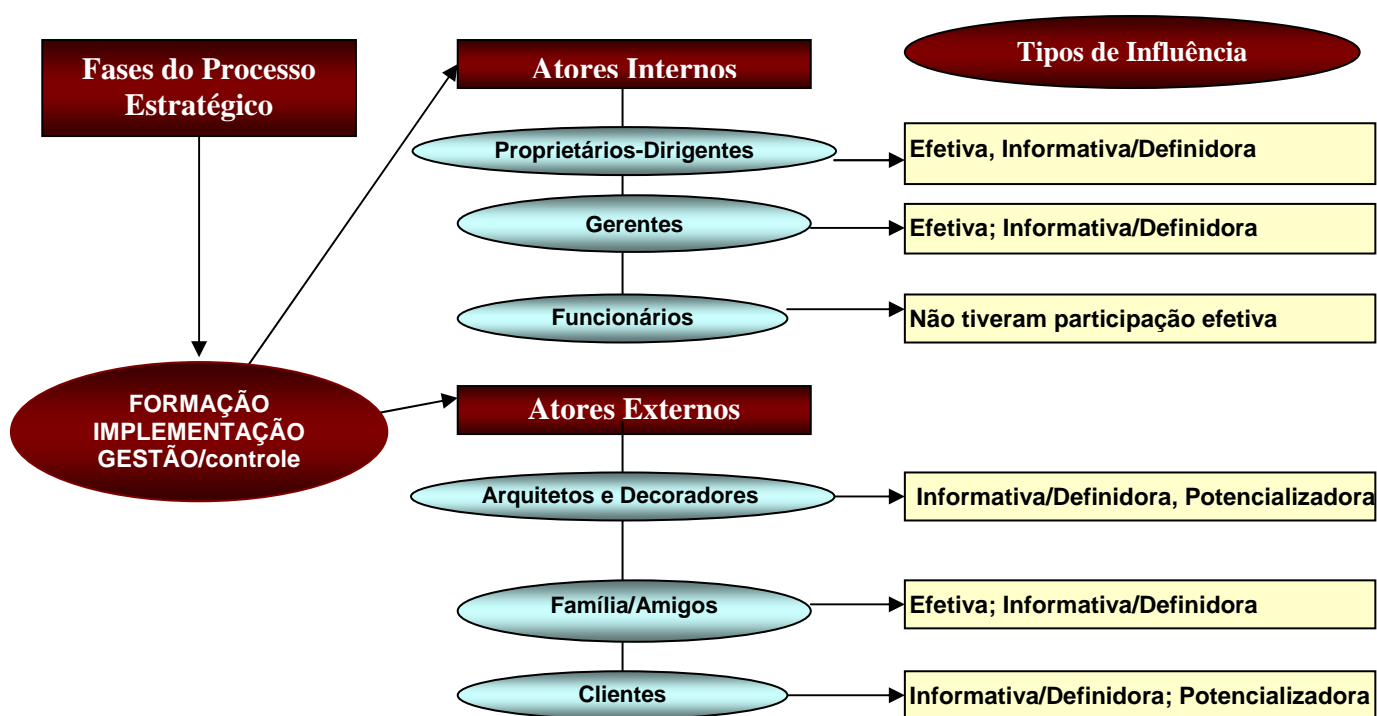 Fases do Processo
Estratégico
Atores Internos
Tipos de Influência
Proprietários-Dirigentes
Efetiva, Informativa/Definidora
Gerentes
Efetiva; Informativa/Definidora
Funcionários
Não tiveram participação efetiva
FORMAÇÃO
IMPLEMENTAÇÃO
GESTÃO/controle
Atores Externos
Arquitetos e Decoradores
Informativa/Definidora, Potencializadora
Família/Amigos
Efetiva; Informativa/Definidora
Clientes
Informativa/Definidora; Potencializadora